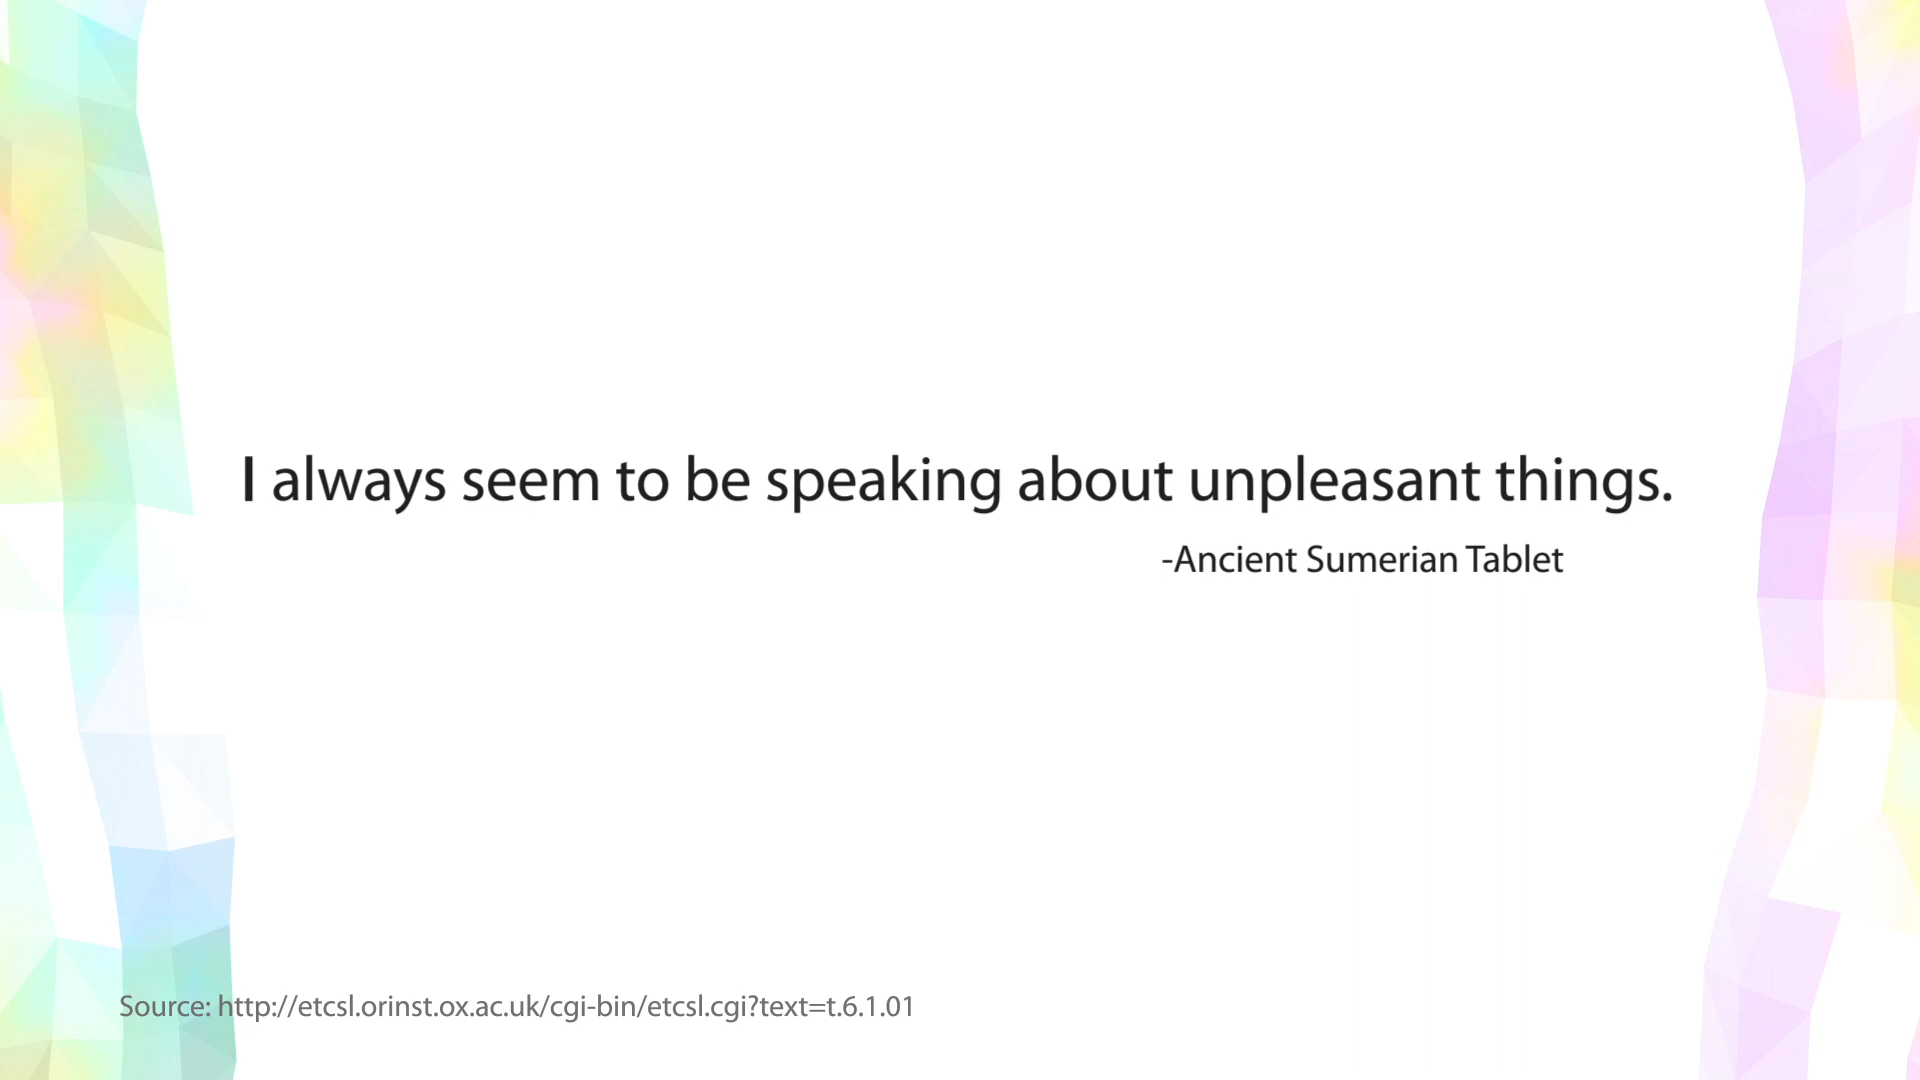 I always seem to be speaking about unpleasant things.
-Ancient Sumerian Tablet
Source: http://etcsl.orinst.ox.ac.uk/cgi-bin/etcsl.cgi?text=t.6.1.01